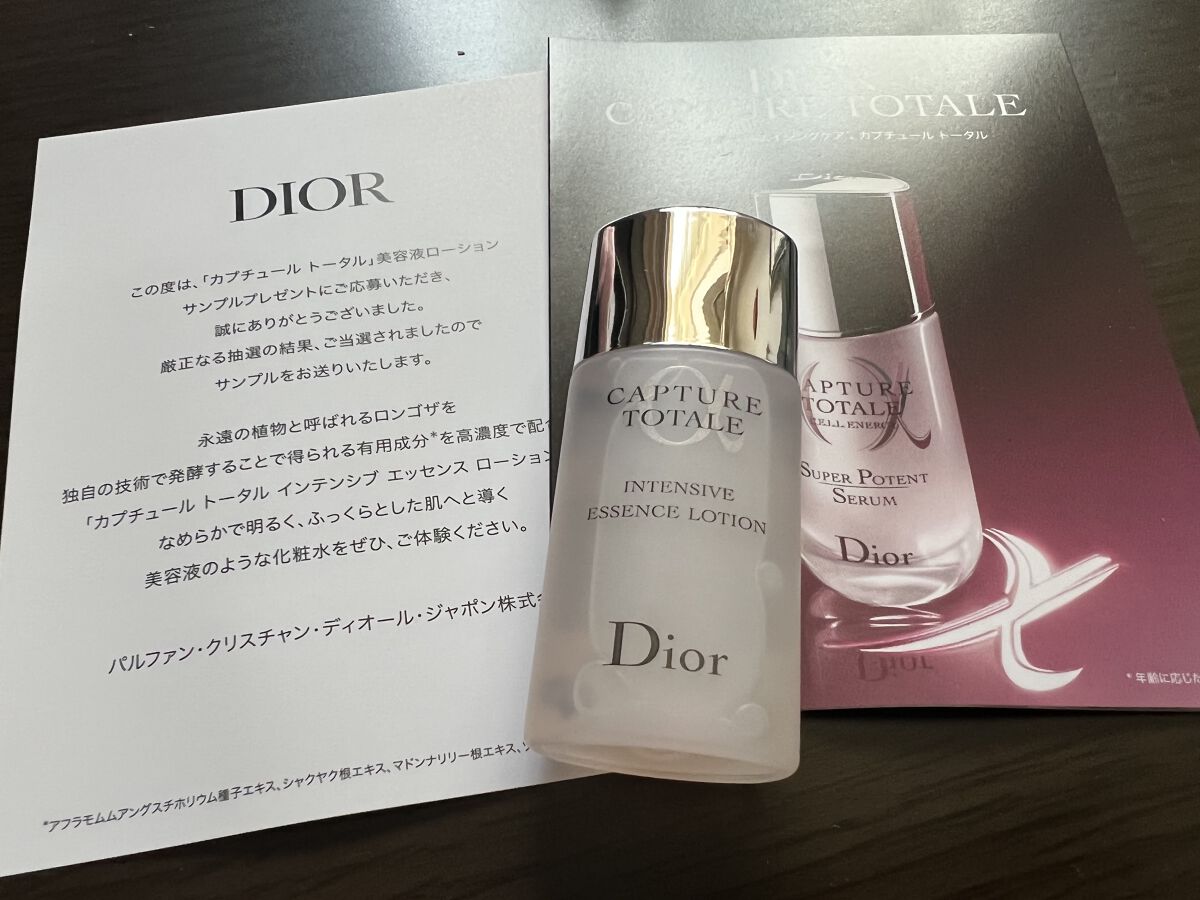 DIOR
この度は、「カプチュール トータル」美容液ローション
サンプルプレゼントにご応募いただき、
誠にありがとうございました。
厳正なる抽選の結果、ご当選されましたので
サンプルをお送りいたします。
永遠の植物と呼ばれるロンゴザを
独自の技術で発酵することで得られる有用成分*を高濃度で配
「カプチュール トータル インテンシブ エッセンス ローション
なめらかで明るく、ふっくらとした肌へと導く
美容液のような化粧水をぜひ、ご体験ください。
パルファン・クリスチャン・ディオール・ジャポン株式
*アフラモムムアングスチホリウム種子エキス、シャクヤク根エキス、マドンナリリー根エキス、
CAPTURE
TOTALE
INTENSIVE
ESSENCE LOTION
Dior
CAPTURE TOTALE
カプチュール トータル
Dior
APTURE
TOTALE
CELL ENERGY
SUPER POTENT
SERUM
Dior
*年齢に応じた